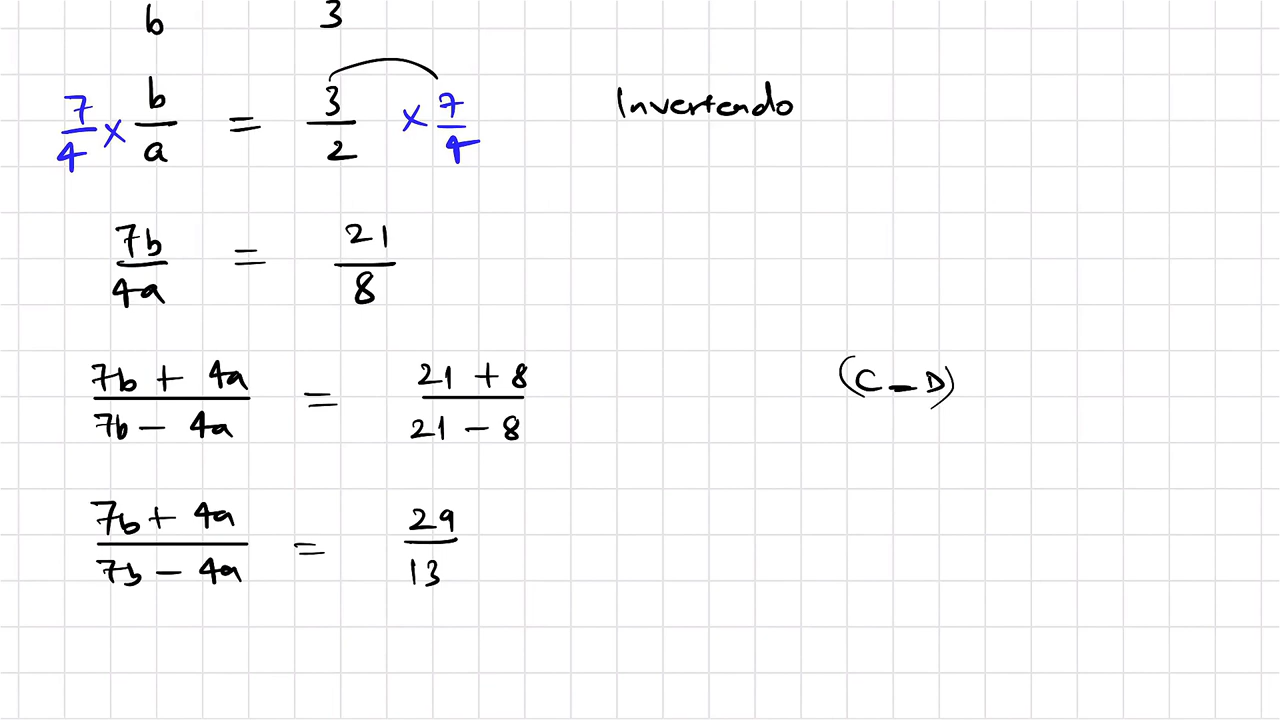 b 3
7/4 × b/a = 3/2 × 7/4 Invertendo
7b/4a = 21/8
7b + 4a/7b − 4a = 21 + 8/21 − 8 (C − D)
7b + 4a/7b − 4a = 29/13